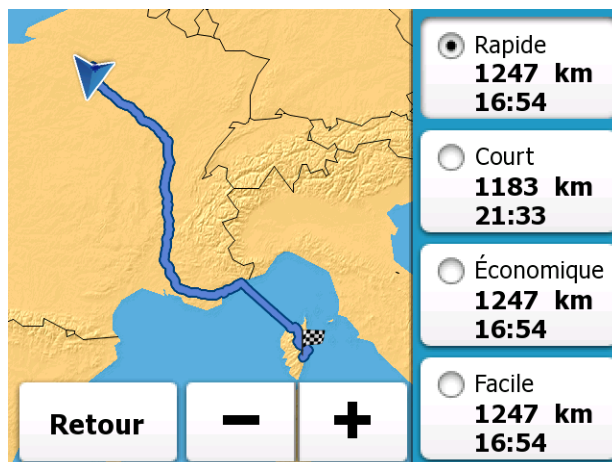 Rapide
1247 km
16:54
Court
1183 km
21:33
Économique
1247 km
16:54
Facile
1247 km
16:54
Retour
− +